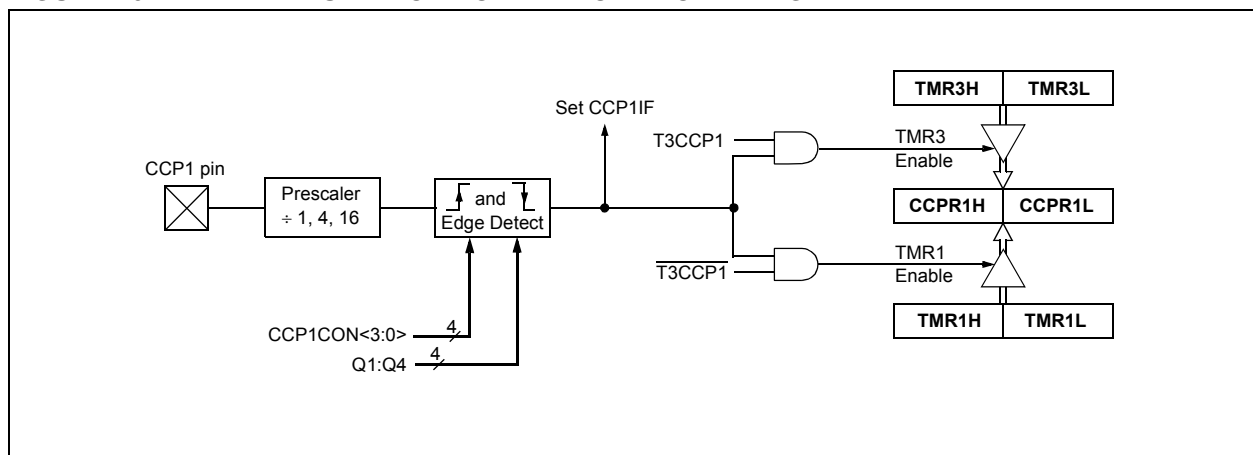 TMR3H TMR3L
Set CCP1IF
T3CCP1
TMR3
Enable
CCP1 pin
Prescaler
÷ 1, 4, 16
and
Edge Detect
CCPR1H CCPR1L
T3CCP1
TMR1
Enable
TMR1H TMR1L
CCP1CON<3:0>
4
Q1:Q4
4